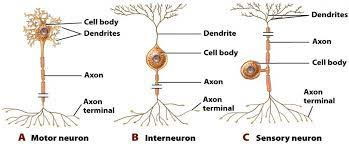 Cell body
Dendrites
Axon
Axon
terminal
A Motor neuron
Dendrite
Cell body
Axon
Axon
terminal
B Interneuron
Dendrites
Axon
Cell body
Axon
Axon
terminal
C Sensory neuron